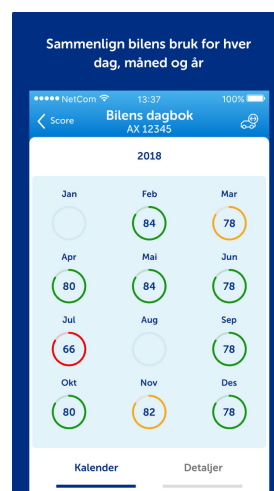 Sammenlign bilens bruk for hver
dag, måned og år
NetCom 13:37 100%
Score Bilens dagbok
AX 12345
2018
Jan Feb Mar
84 78
Apr Mai Jun
80 84 78
Jul Aug Sep
66 78
Okt Nov Des
80 82 78
Kalender Detaljer